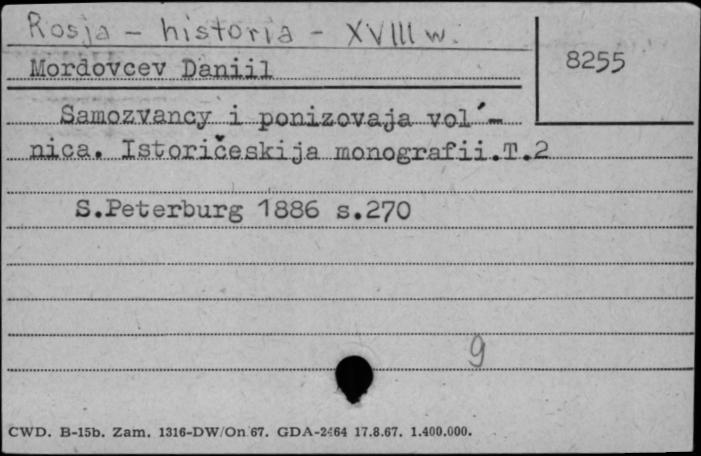 Rosja - historia - XVIII w.
Mordovcev Daniil
8255
Samozvancy i ponizovaja vol´-
nica. Istoričeskija monografii.T.2
S.Peterburg 1886 s.270
9
CWD. B-15b. Zam. 1316-DW/On 67. GDA-2464 17.8.67. 1.400.000.